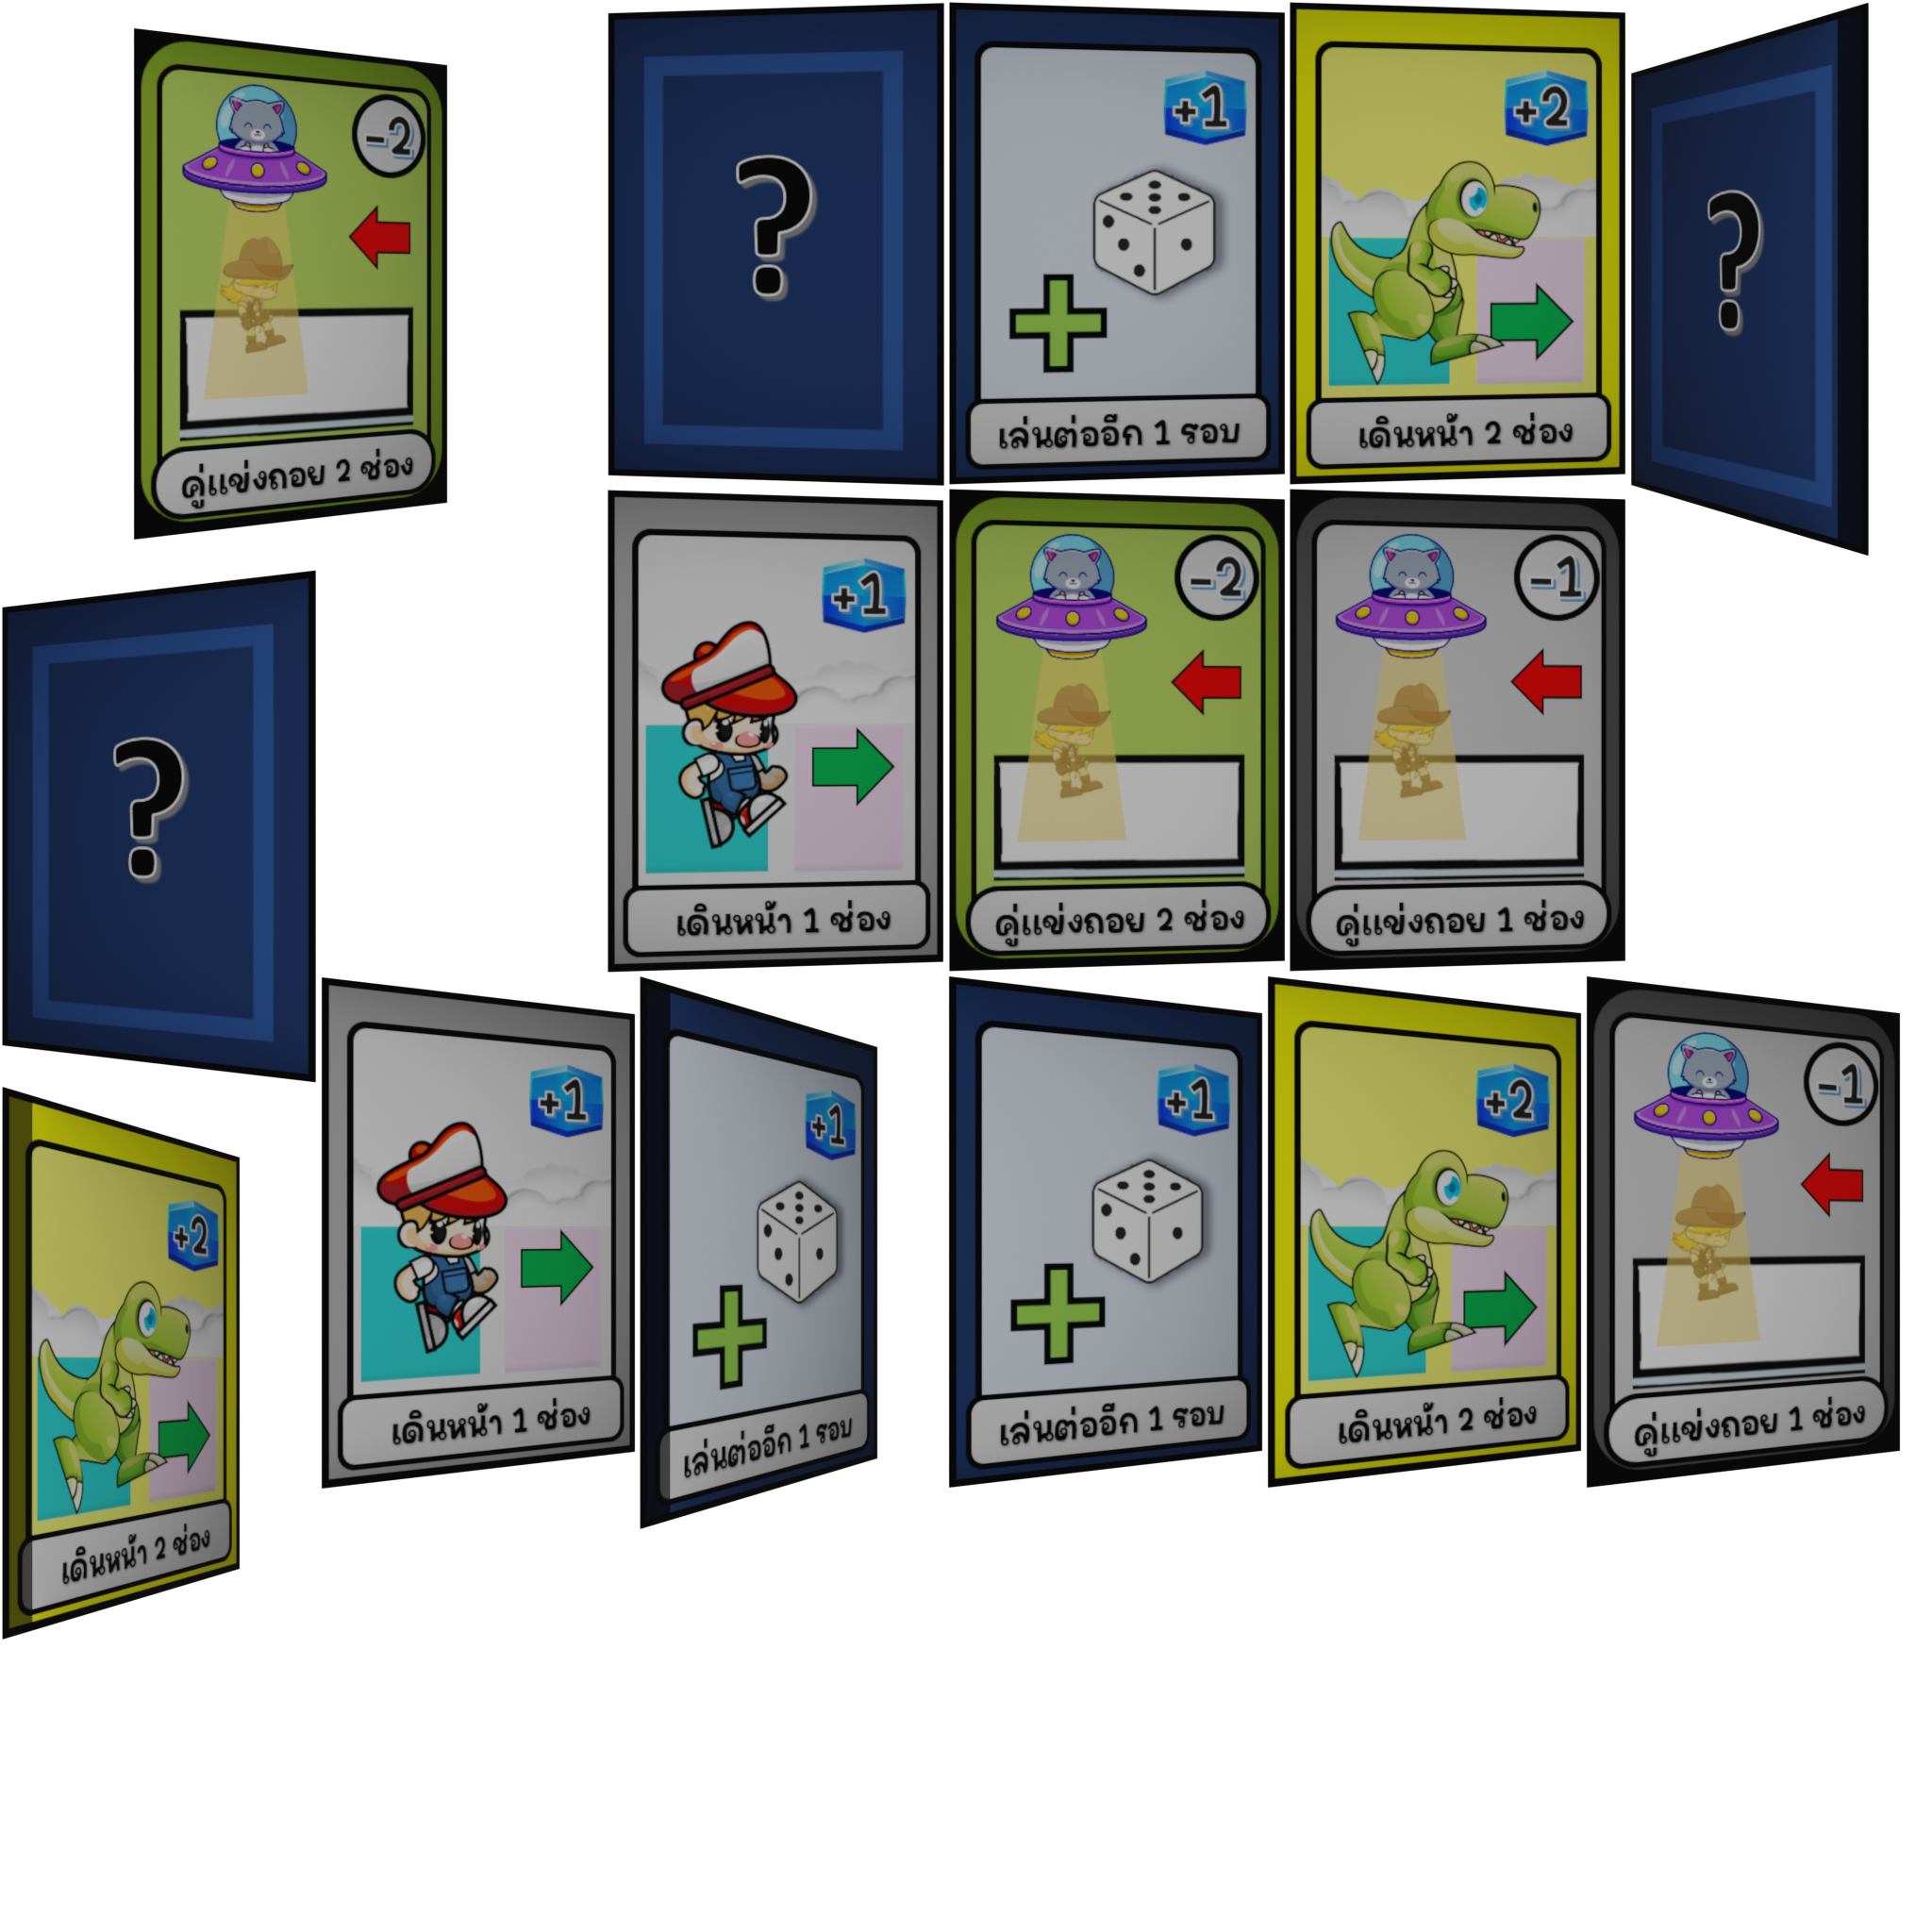 -2
คู่แข่งถอย 2 ช่อง
?
+1
เล่นต่ออีก 1 รอบ
+2
เดินหน้า 2 ช่อง
?
?
+1
เดินหน้า 1 ช่อง
-2
คู่แข่งถอย 2 ช่อง
-1
คู่แข่งถอย 1 ช่อง
+2
เดินหน้า 2 ช่อง
+1
เดินหน้า 1 ช่อง
+1
เล่นต่ออีก 1 รอบ
+1
เล่นต่ออีก 1 รอบ
+2
เดินหน้า 2 ช่อง
-1
คู่แข่งถอย 1 ช่อง